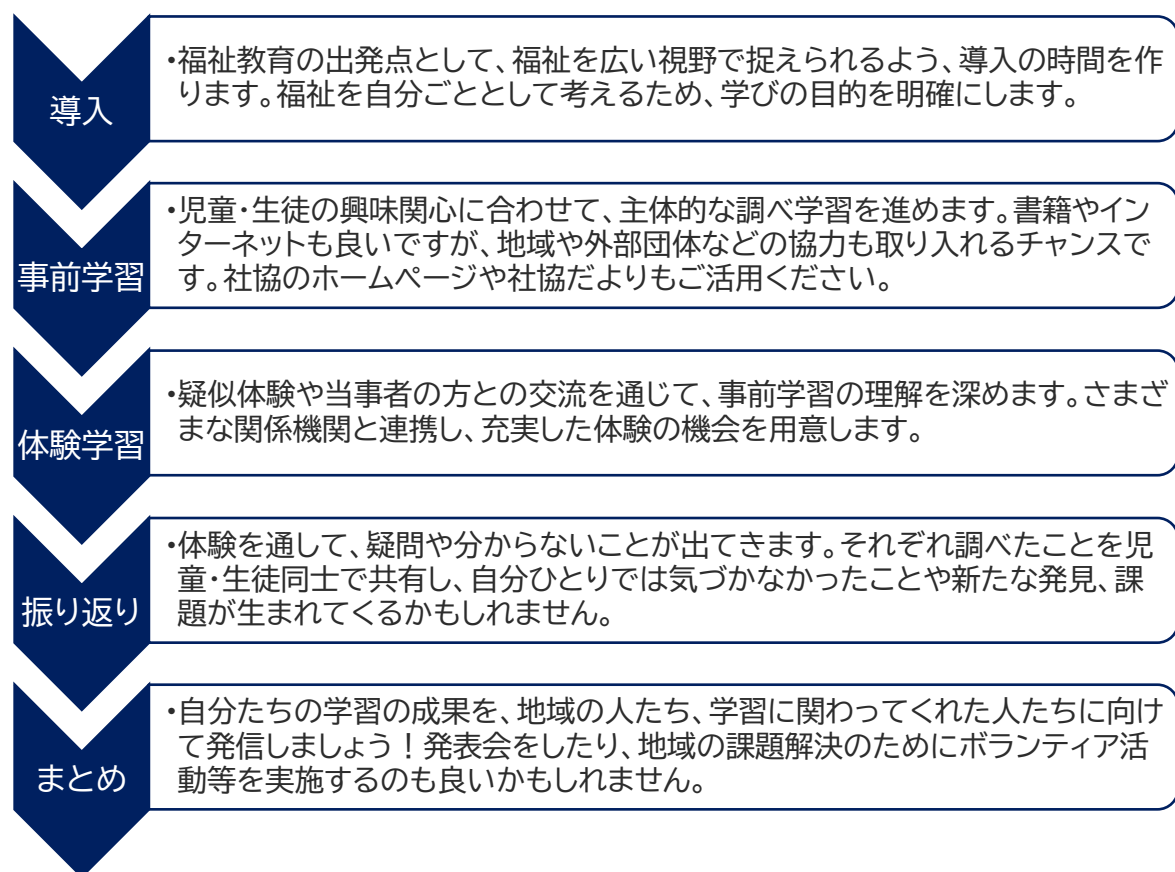 導入
・福祉教育の出発点として、福祉を広い視野で捉えられるよう、導入の時間を作
ります。福祉を自分ごととして考えるため、学びの目的を明確にします。
事前学習
・児童・生徒の興味関心に合わせて、主体的な調べ学習を進めます。書籍やイン
ターネットも良いですが、地域や外部団体などの協力も取り入れるチャンスで
す。社協のホームページや社協だよりもご活用ください。
体験学習
・疑似体験や当事者の方との交流を通じて、事前学習の理解を深めます。さまざ
まな関係機関と連携し、充実した体験の機会を用意します。
振り返り
・体験を通して、疑問や分からないことが出てきます。それぞれ調べたことを児
童・生徒同士で共有し、自分ひとりでは気づかなかったことや新たな発見、課
題が生まれてくるかもしれません。
まとめ
・自分たちの学習の成果を、地域の人たち、学習に関わってくれた人たちに向け
て発信しましょう！発表会をしたり、地域の課題解決のためにボランティア活
動等を実施するのも良いかもしれません。